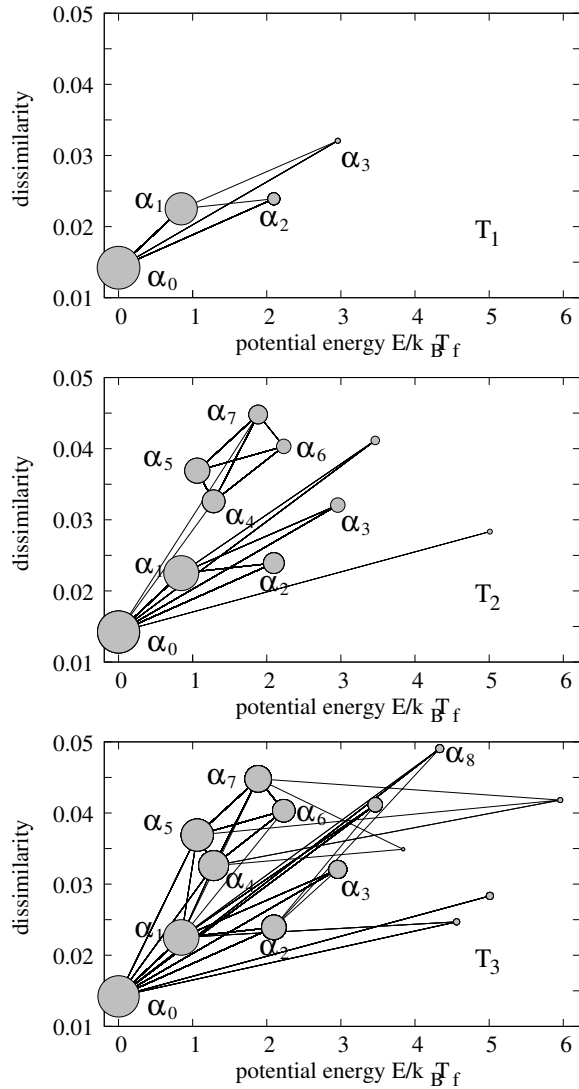 0.05
0.04
0.03
0.02
0.01
dissimilarity
α3
α1
α2
T1
α0
0 1 2 3 4 5 6
potential energy E/k B T f
0.05
0.04
0.03
0.02
0.01
dissimilarity
α7
α6
α5
α4
α3
α1
α2
T2
α0
0 1 2 3 4 5 6
potential energy E/k B T f
0.05
0.04
0.03
0.02
0.01
dissimilarity
α8
α7
α6
α5
α4
α3
α1
α2
T3
α0
0 1 2 3 4 5 6
potential energy E/k B T f